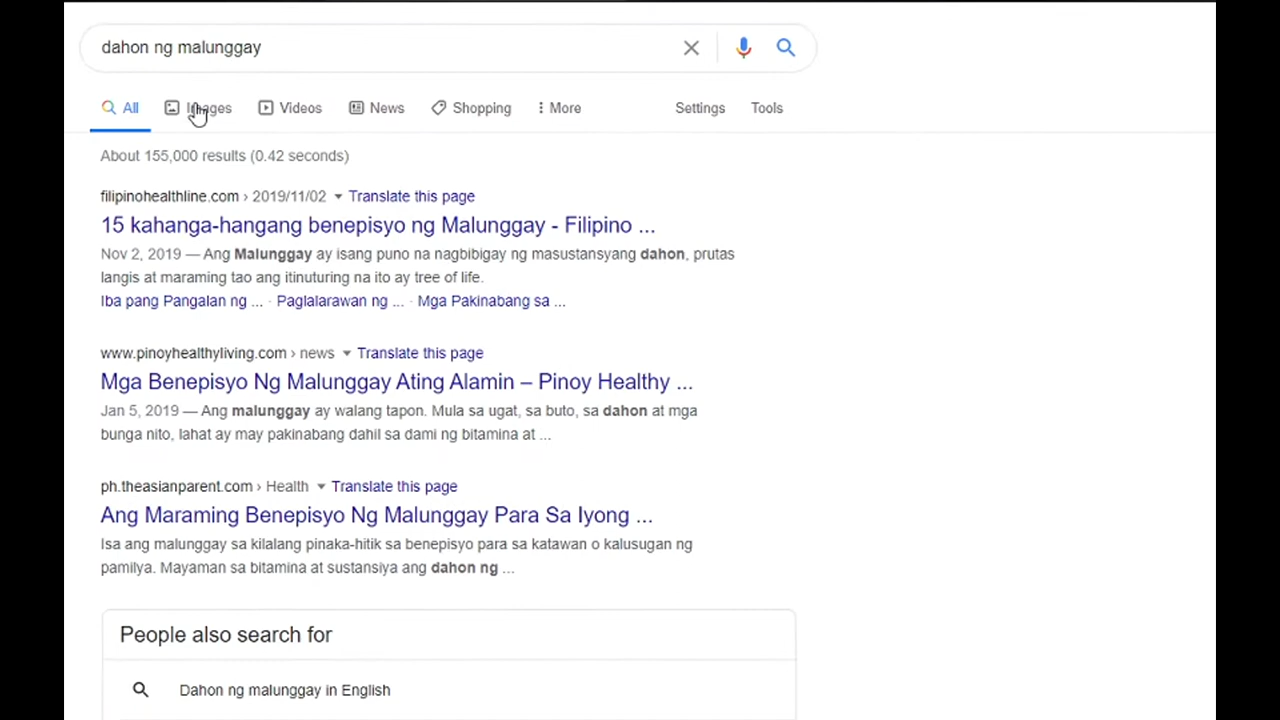 dahon ng malunggay
All Images Videos News Shopping More Settings Tools
About 155,000 results (0.42 seconds)
filipinohealthline.com › 2019/11/02 Translate this page
15 kahanga-hangang benepisyo ng Malunggay - Filipino ...
Nov 2, 2019 — Ang Malunggay ay isang puno na nagbibigay ng masustansyang dahon, prutas
langis at maraming tao ang itinuturing na ito ay tree of life.
Iba pang Pangalan ng ... · Paglalarawan ng ... · Mga Pakinabang sa ...
www.pinoyhealthyliving.com › news Translate this page
Mga Benepisyo Ng Malunggay Ating Alamin – Pinoy Healthy ...
Jan 5, 2019 — Ang malunggay ay walang tapon. Mula sa ugat, sa buto, sa dahon at mga
bunga nito, lahat ay may pakinabang dahil sa dami ng bitamina at ...
ph.theasianparent.com › Health Translate this page
Ang Maraming Benepisyo Ng Malunggay Para Sa Iyong ...
Isa ang malunggay sa kilalang pinaka-hitik sa benepisyo para sa katawan o kalusugan ng
pamilya. Mayaman sa bitamina at sustansiya ang dahon ng ...
People also search for
Dahon ng malunggay in English